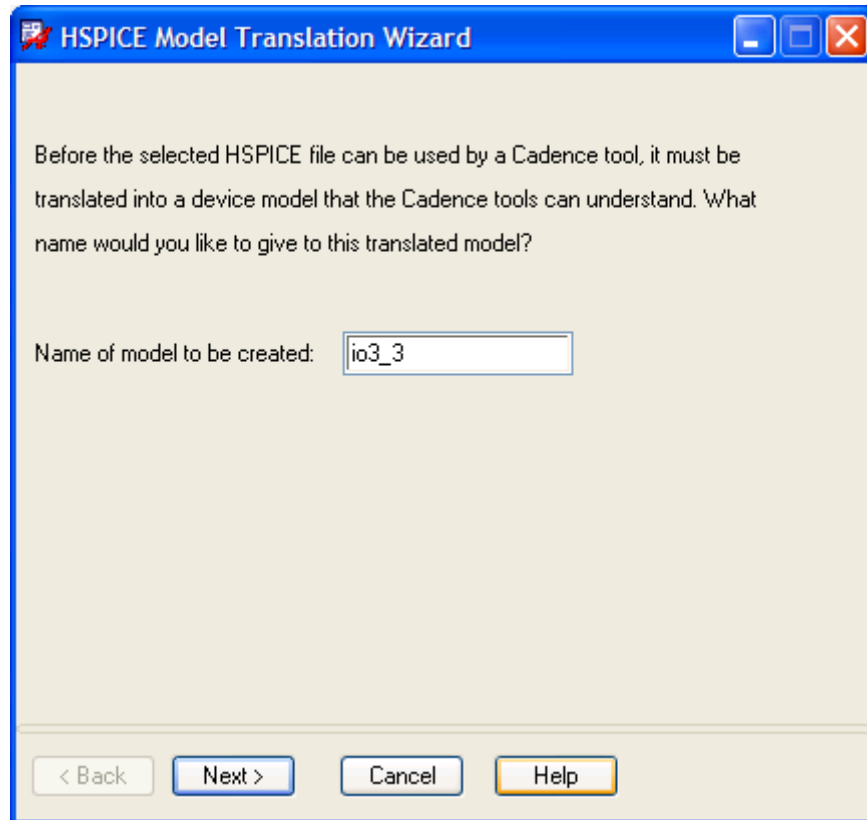 HSPICE Model Translation Wizard
Before the selected HSPICE file can be used by a Cadence tool, it must be
translated into a device model that the Cadence tools can understand. What
name would you like to give to this translated model?
Name of model to be created: io3_3
< Back Next > Cancel Help